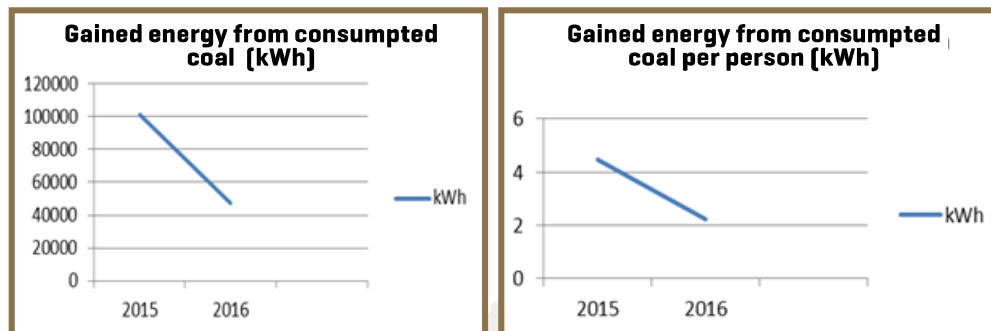 Gained energy from consumpted
coal (kWh)
120000
100000
80000
60000
40000
20000
0
2015 2016
kWh
Gained energy from consumpted
coal per person (kWh)
6
4
2
0
2015 2016
kWh